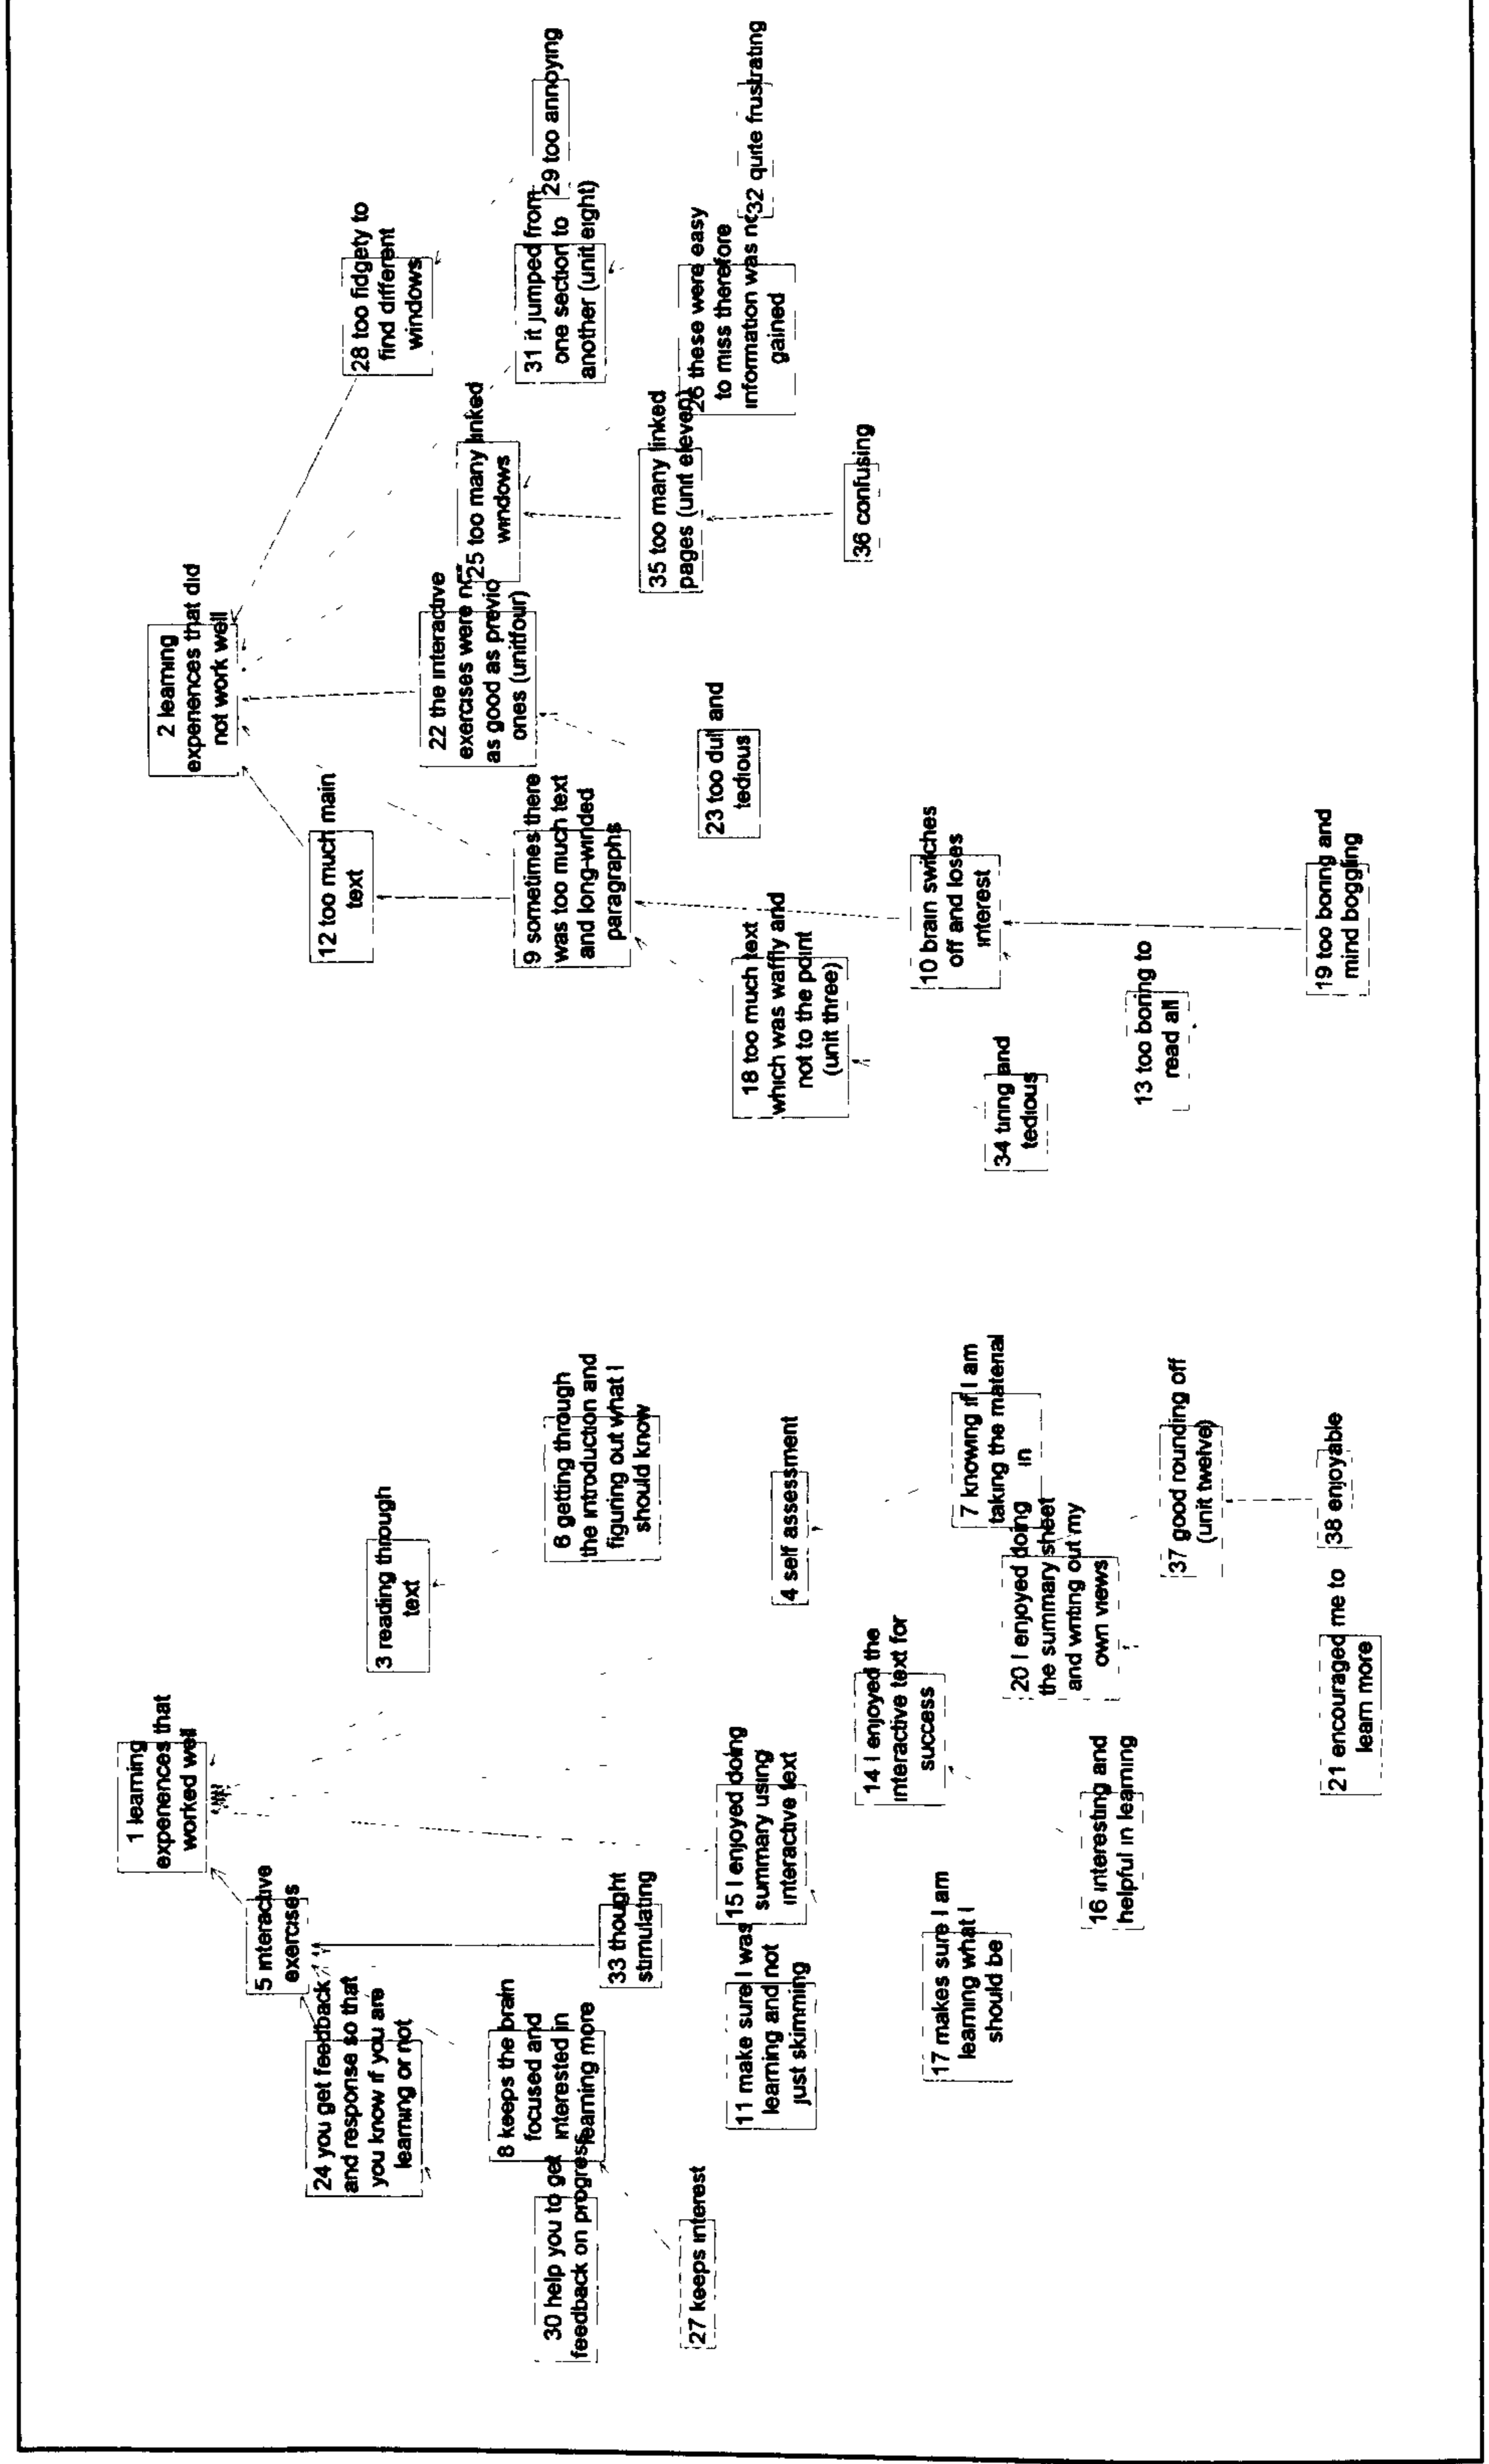 1 learning
experiences that
worked well
5 interactive
exercises
24 you get feedback
and response so that
you know if you are
learning or not
3 reading through
text
8 keeps the brain
focused and
interested in
learning more
30 help you to get
feedback on progress
33 thought
stimulating
6 getting through
the introduction and
figuring out what I
should know
27 keeps interest
11 make sure I was
learning and not
just skimming
15 I enjoyed doing
summary using
interactive text
4 self assessment
14 I enjoyed the
interactive text for
success
17 makes sure I am
learning what I
should be
7 knowing if I am
taking the material
in
20 I enjoyed doing
the summary sheet
and writing out my
own views
16 interesting and
helpful in learning
37 good rounding off
(unit twelve)
21 encouraged me to
learn more
38 enjoyable
2 learning
experiences that did
not work well
12 too much main
text
28 too fidgety to
find different
windows
22 the interactive
exercises were not
as good as previo
ones (unitfour)
25 too many linked
windows
9 sometimes there
was too much text
and long-winded
paragraphs
31 it jumped from
one section to
another (unit eight)
29 too annoying
35 too many linked
pages (unit eleven)
26 these were easy
to miss therefore
information was not
gained
32 quite frustrating
23 too dull and
tedious
18 too much text
which was waffly and
not to the point
(unit three)
36 confusing
10 brain switches
off and loses
interest
34 tiring and
tedious
13 too boring to
read all
19 too boring and
mind boggling